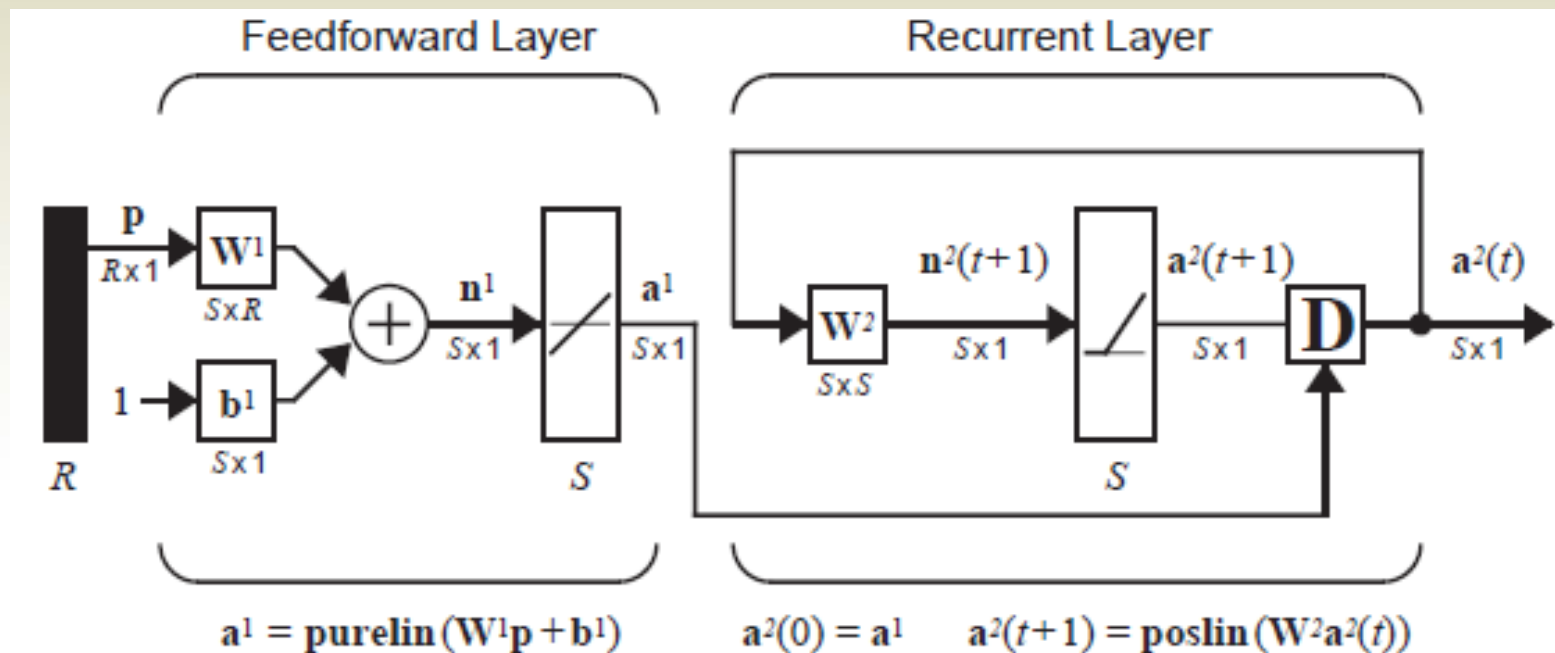 Feedforward Layer
Recurrent Layer
p
R x 1
W¹
S x R
1
b¹
S x 1
R
+
n¹
S x 1
a¹
S x 1
S
W²
S x S
n²(t+1)
S x 1
S
a²(t+1)
S x 1
D
a²(t)
S x 1
a¹ = purelin (W¹p + b¹)
a²(0) = a¹ a²(t+1) = poslin (W²a²(t))